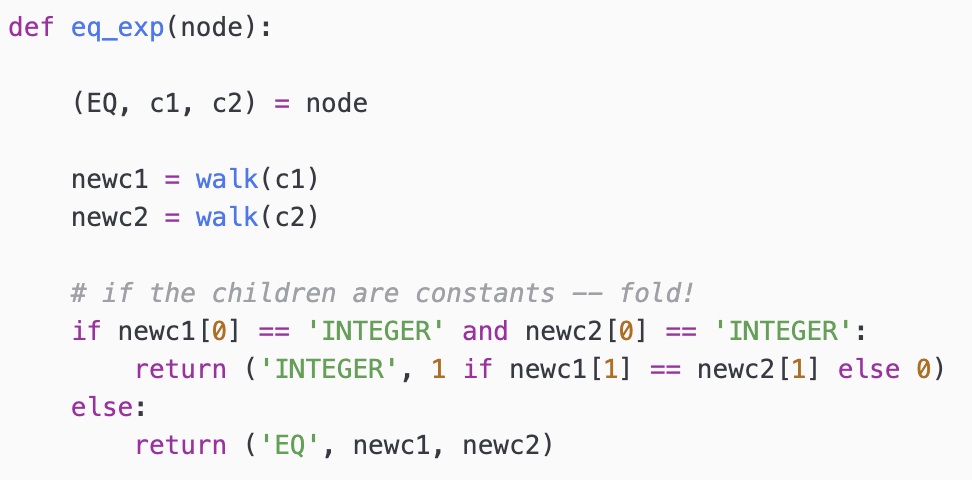 def eq_exp(node):
    (EQ, c1, c2) = node
    newc1 = walk(c1)
    newc2 = walk(c2)
    # if the children are constants -- fold!
    if newc1[0] == 'INTEGER' and newc2[0] == 'INTEGER':
        return ('INTEGER', 1 if newc1[1] == newc2[1] else 0)
    else:
        return ('EQ', newc1, newc2)